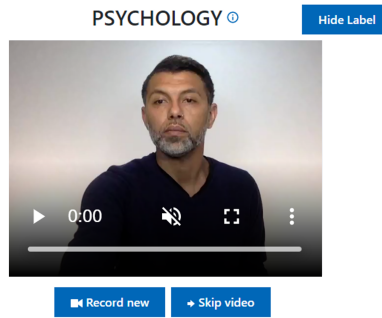 PSYCHOLOGY
Hide Label
0:00
Record new
Skip video